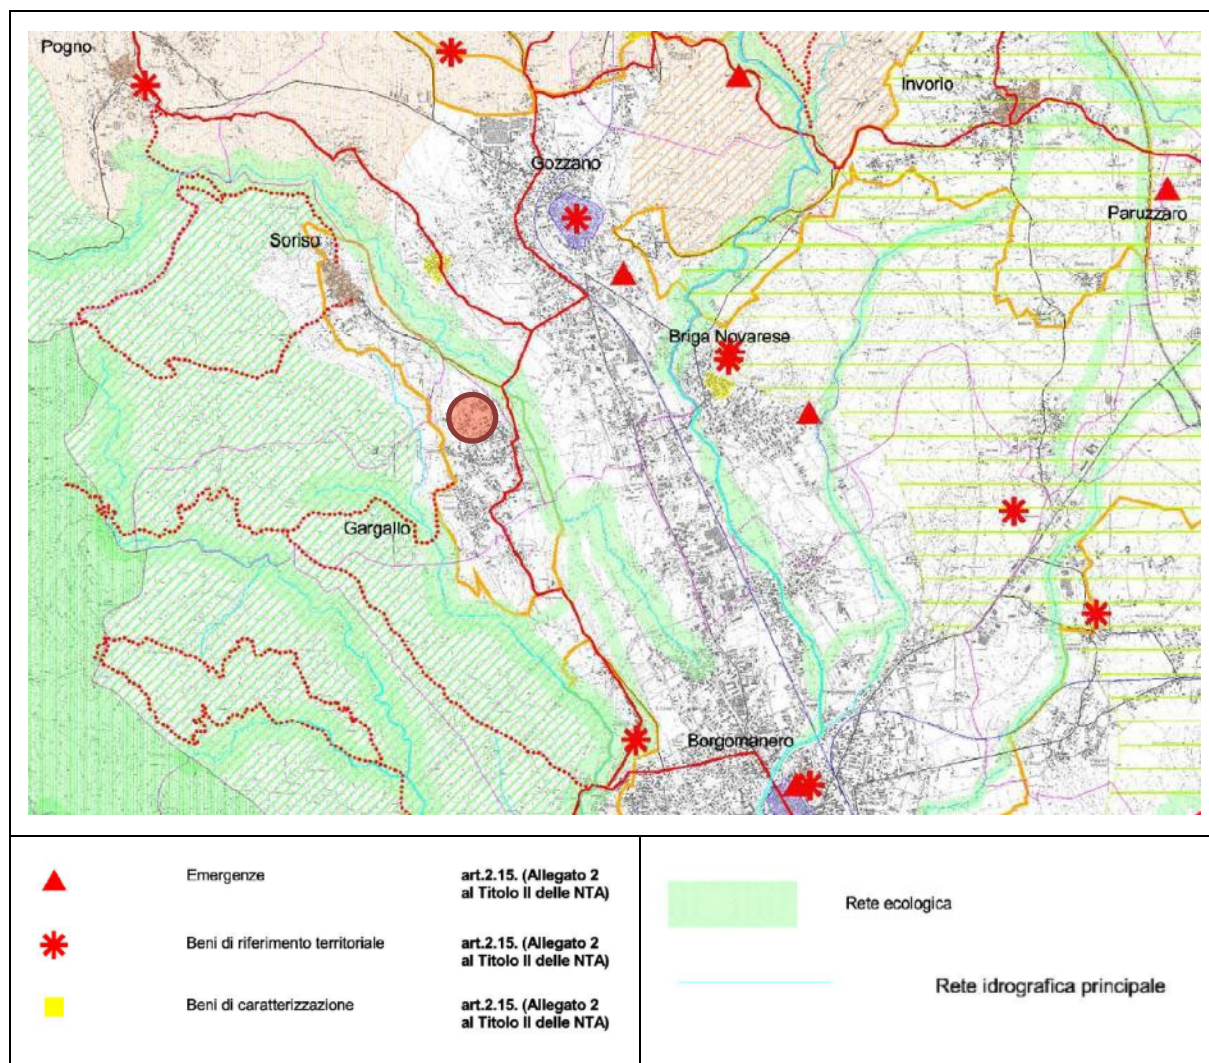 Pogno
Invorio
Gozzano
Paruzzaro
Soriso
Briga Novarese
Gargallo
Borgomanero
Emergenze
art.2.15. (Allegato 2
al Titolo II delle NTA)
Beni di riferimento territoriale
art.2.15. (Allegato 2
al Titolo II delle NTA)
Beni di caratterizzazione
art.2.15. (Allegato 2
al Titolo II delle NTA)
Rete ecologica
Rete idrografica principale